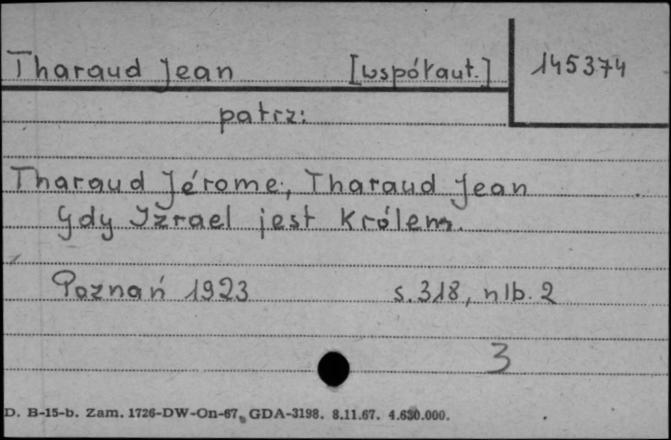 Tharaud Jean [współaut.] 145374
patrz:
Tharaud Jérome, Tharaud Jean
Gdy Izrael jest Królem.
Poznań 1923 s. 318, nlb. 2
3
D. B-15-b. Zam. 1726-DW-On-67. GDA-3198. 8.11.67. 4.630.000.